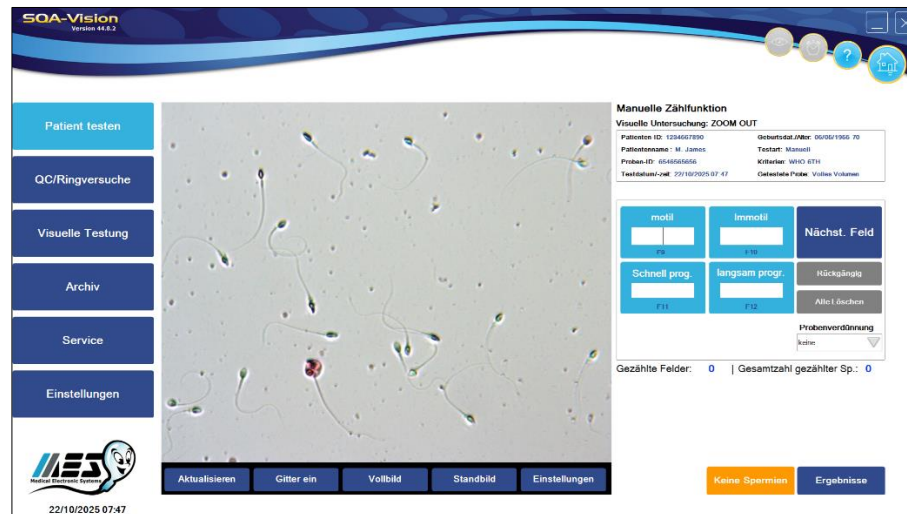 SQA-Vision
Version 44.8.2
?
Patient testen
QC/Ringversuche
Visuelle Testung
Archiv
Service
Einstellungen
MES
Medical Electronic Systems
22/10/2025 07:47
Aktualisieren
Gitter ein
Vollbild
Standbild
Einstellungen
Manuelle Zählfunktion
Visuelle Untersuchung: ZOOM OUT
Patienten ID: 1234667890
Geburtsdat./Alter: 06/06/1956 70
Patientenname : M. James
Testart: Manuell
Proben-ID: 6546565656
Kriterien: WHO 6TH
Testdatum/-zeit: 22/10/2025 07 47
Getestete Probe: Volles Volumen
motil
F9
Immotil
F10
Nächst. Feld
Schnell prog.
F11
langsam progr.
F12
Rückgängig
Alle Löschen
Probenverdünnung
keine
Gezählte Felder: 0 | Gesamtzahl gezählter Sp.: 0
Keine Spermien
Ergebnisse